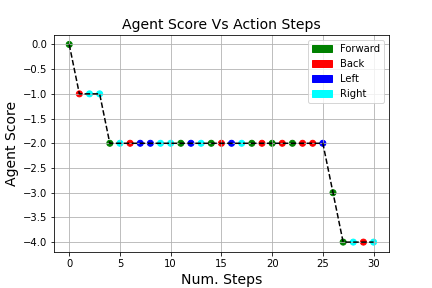 Agent Score Vs Action Steps
Agent Score
0.0
−0.5
−1.0
−1.5
−2.0
−2.5
−3.0
−3.5
−4.0
Forward
Back
Left
Right
0 5 10 15 20 25 30
Num. Steps